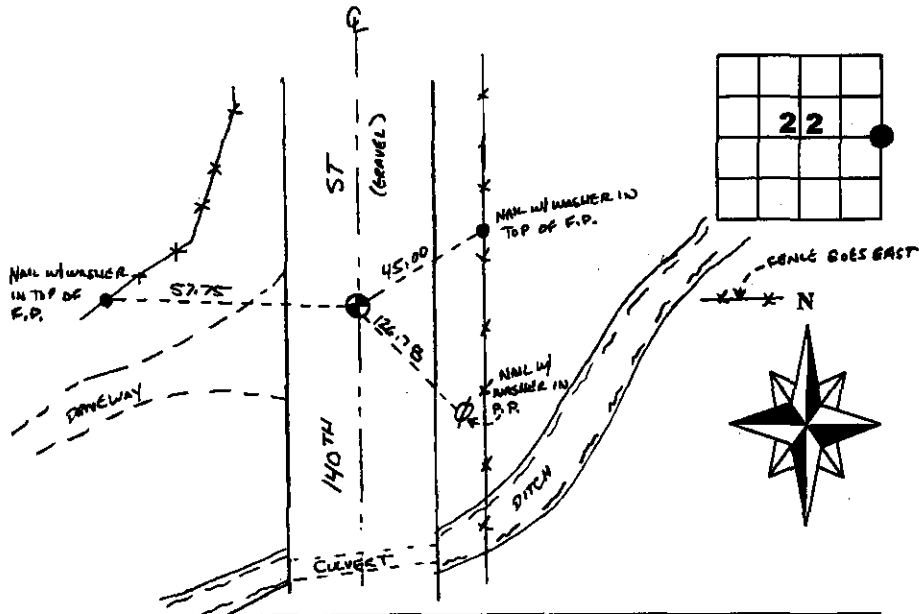 ℄
22
ST
(GRAVEL)
NAIL W/ WASHER IN
TOP OF F.P.
45.00
FENCE GOES EAST
NAIL W/ WASHER
IN TOP OF
F.P.
57.75
N
126.78
NAIL W/
WASHER IN
P.P.
DRIVEWAY
140TH
DITCH
CULVERT